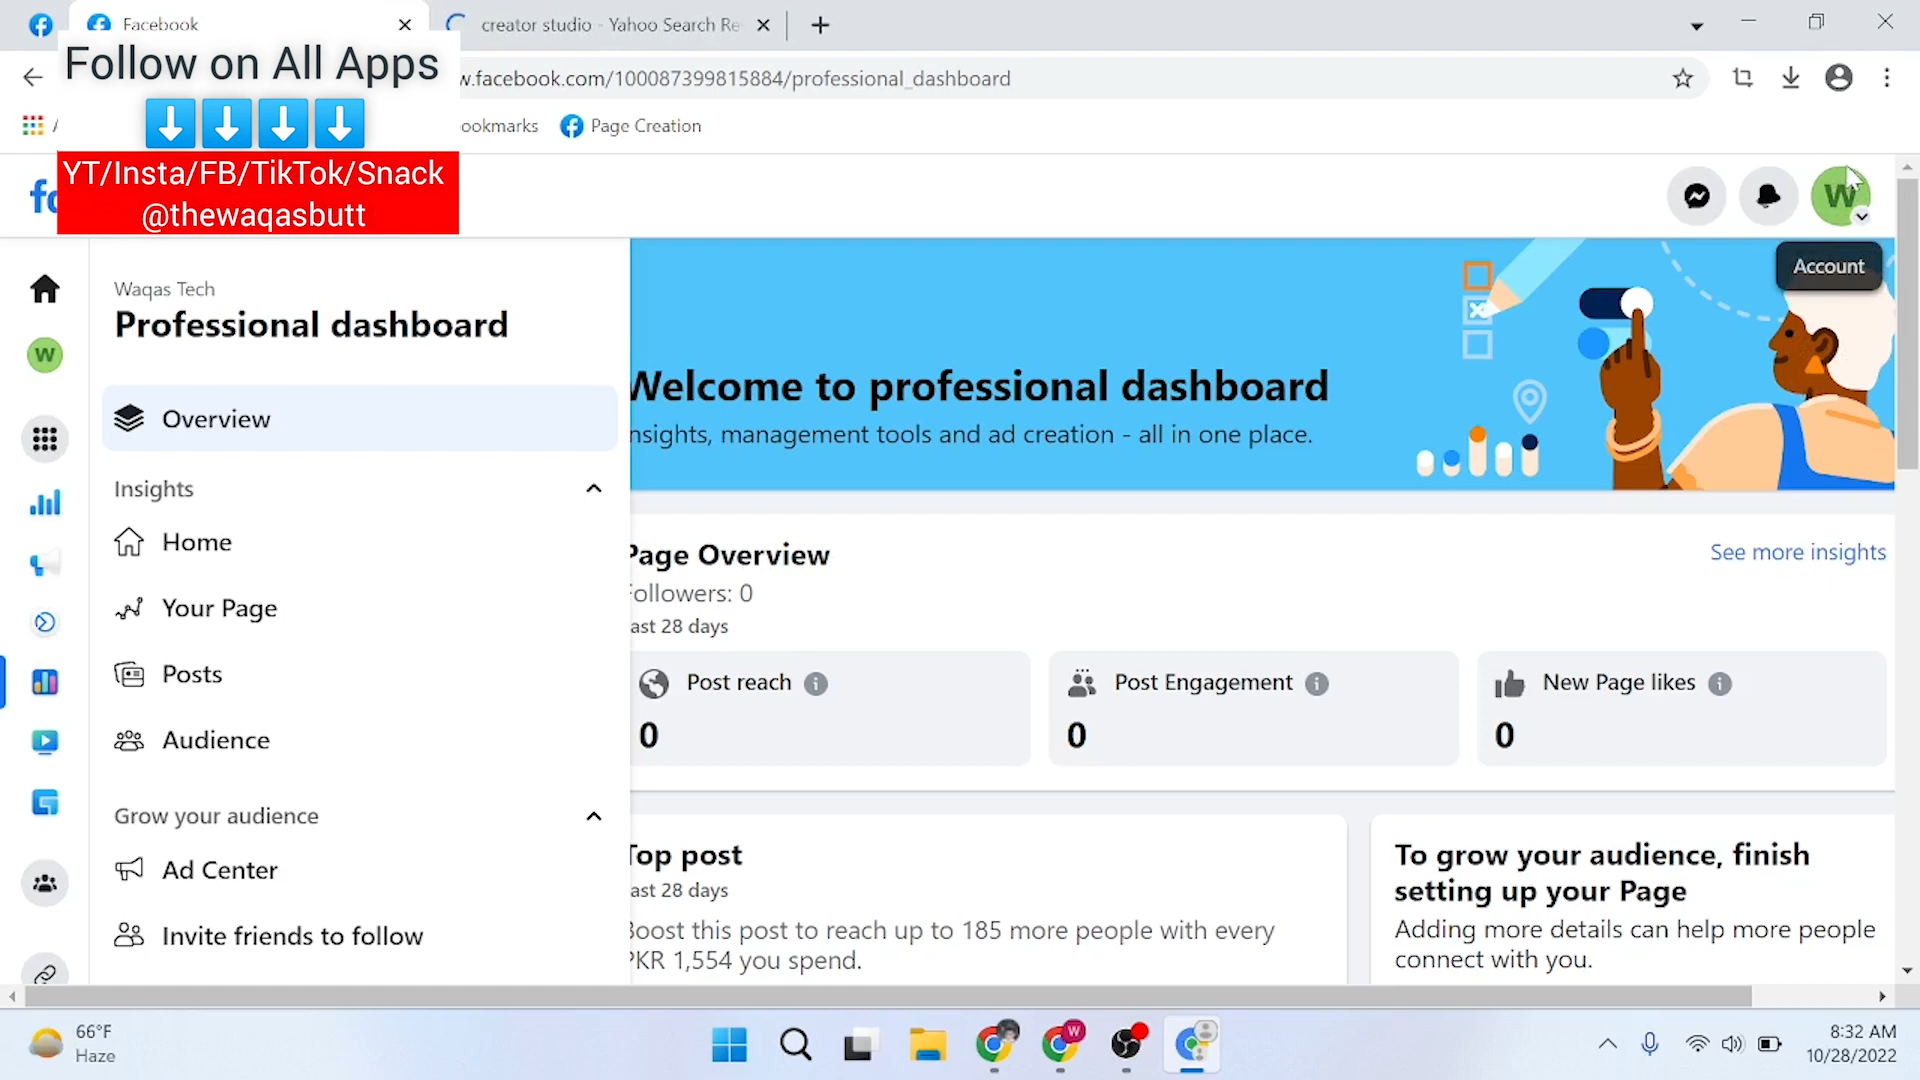 Facebook
creator studio - Yahoo Search Re
Follow on All Apps
w.facebook.com/100087399815884/professional_dashboard
ookmarks
Page Creation
YT/Insta/FB/TikTok/Snack
@thewaqasbutt
W
Account
Waqas Tech
Professional dashboard
W
Overview
Insights
Home
Your Page
Posts
Audience
Grow your audience
Ad Center
Invite friends to follow
Welcome to professional dashboard
nsights, management tools and ad creation - all in one place.
Page Overview
See more insights
Followers: 0
ast 28 days
Post reach
0
Post Engagement
0
New Page likes
0
Top post
ast 28 days
Boost this post to reach up to 185 more people with every
PKR 1,554 you spend.
To grow your audience, finish
setting up your Page
Adding more details can help more people
connect with you.
66°F
Haze
W
8:32 AM
10/28/2022